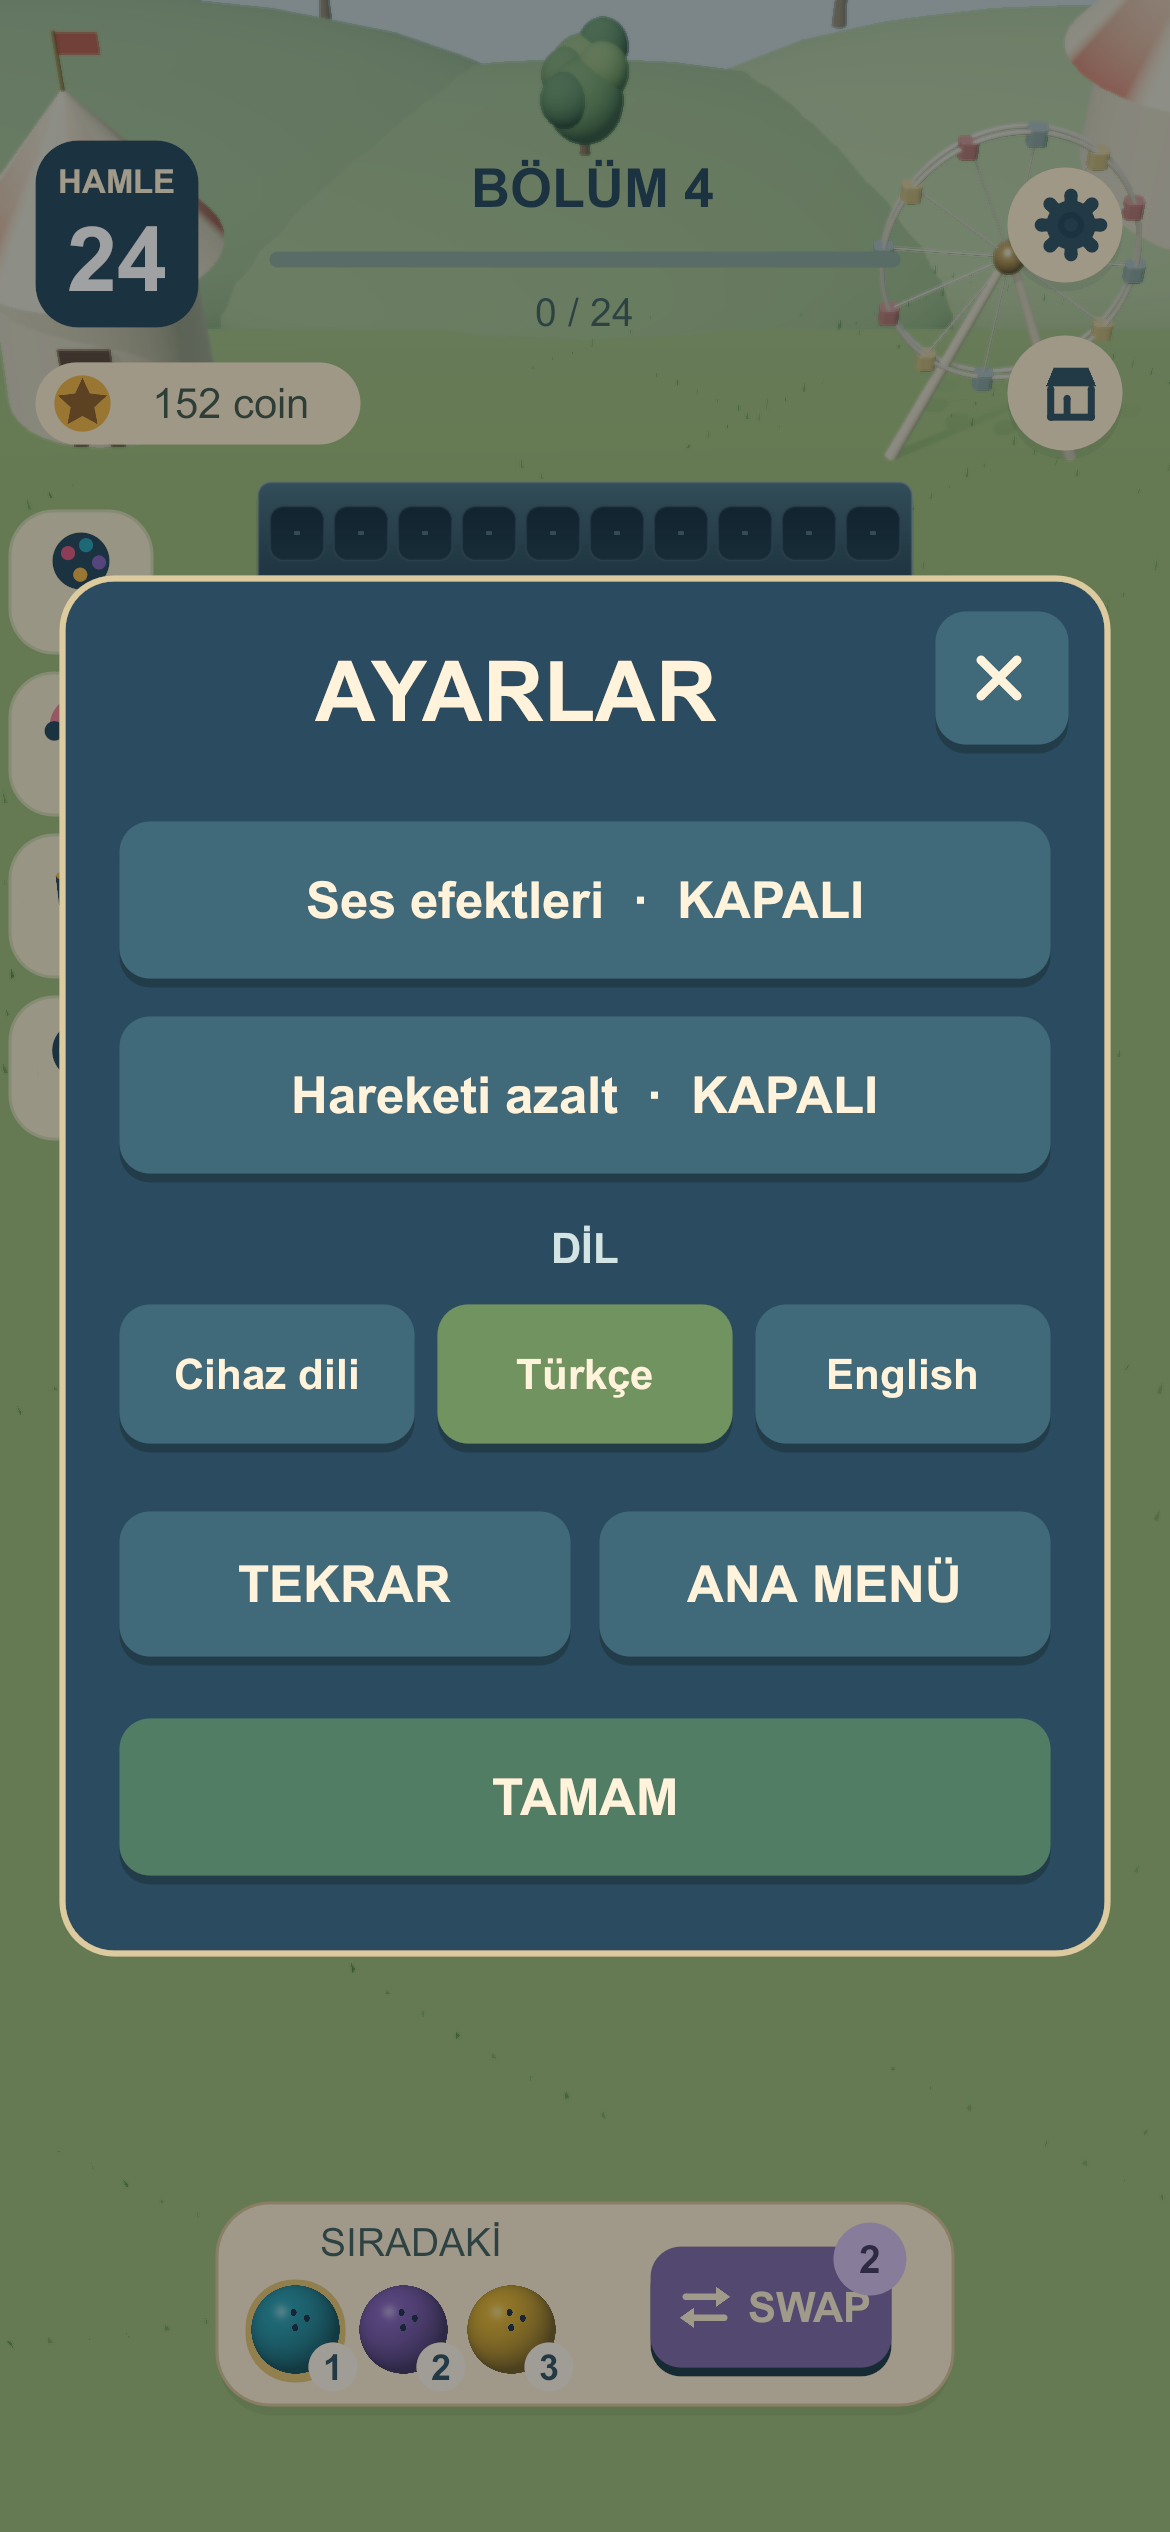 HAMLE
24
BÖLÜM 4
0 / 24
152 coin
AYARLAR
Ses efektleri · KAPALI
Hareketi azalt · KAPALI
DİL
Cihaz dili
Türkçe
English
TEKRAR
ANA MENÜ
TAMAM
SIRADAKİ
1
2
3
SWAP
2